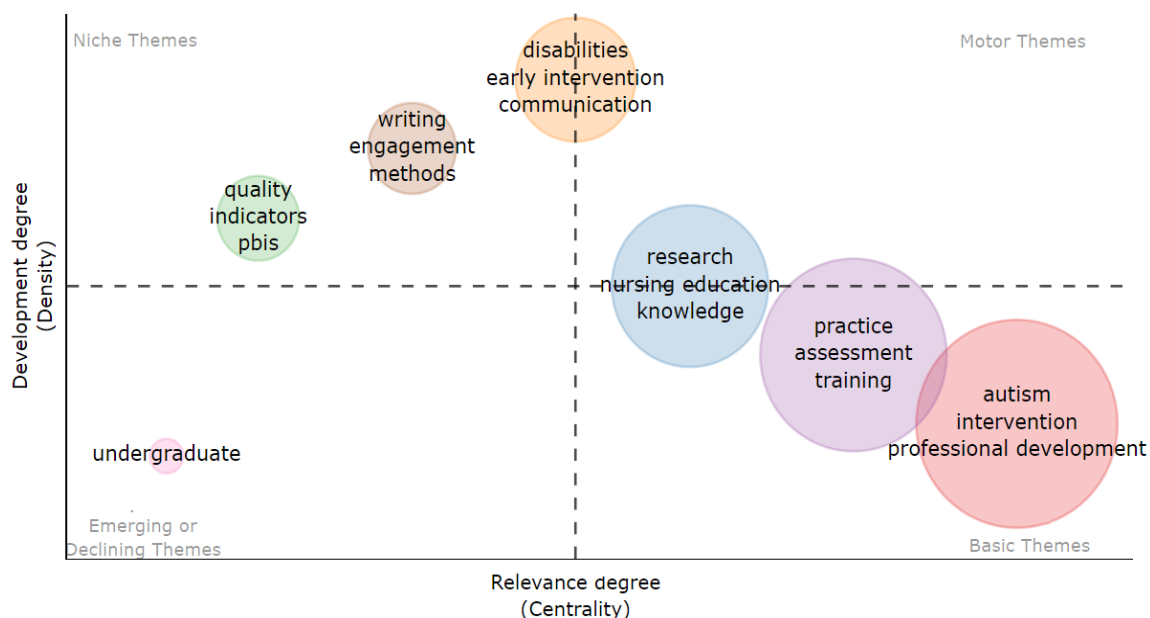 Niche Themes
Motor Themes
disabilities
early intervention
communication
writing
engagement
methods
quality
indicators
pbis
research
nursing education
knowledge
practice
assessment
training
autism
intervention
professional development
undergraduate
Emerging or
Declining Themes
Basic Themes
Development degree
(Density)
Relevance degree
(Centrality)